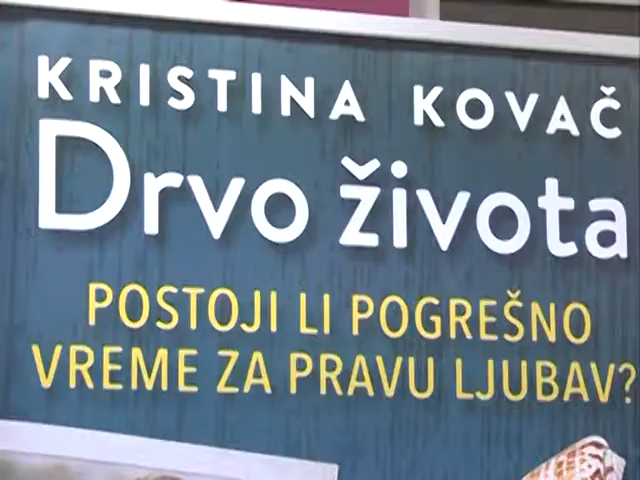 KRISTINA KOVAČ
Drvo života
POSTOJI LI POGREŠNO
VREME ZA PRAVU LJUBAV?